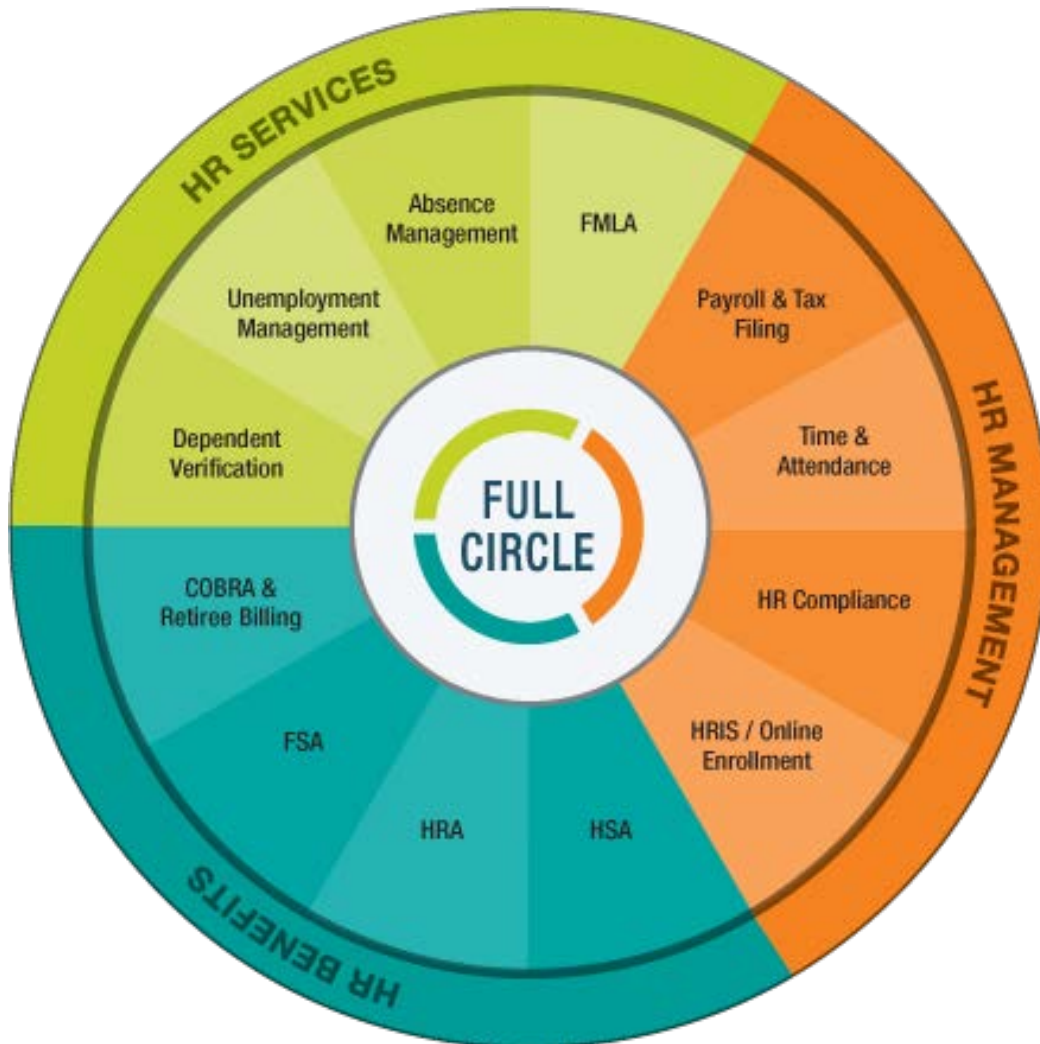 HR SERVICES
Absence
Management
FMLA
Unemployment
Management
Dependent
Verification
HR MANAGEMENT
Payroll & Tax
Filing
Time &
Attendance
HR Compliance
HRIS / Online
Enrollment
FULL
CIRCLE
COBRA &
Retiree Billing
FSA
HRA
HSA
HR BENEFITS